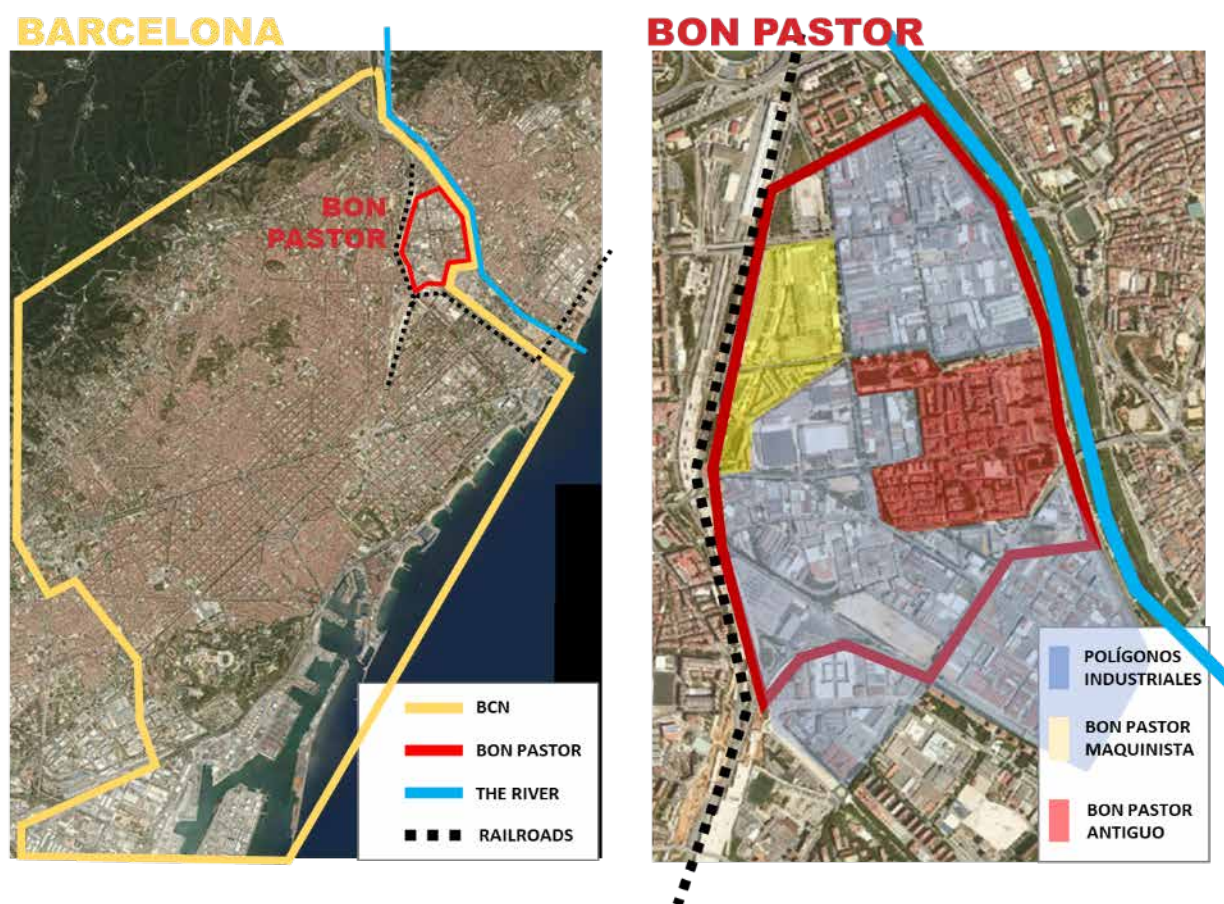 BARCELONA
BON
PASTOR
BCN
BON PASTOR
THE RIVER
RAILROADS
BON PASTOR
POLÍGONOS
INDUSTRIALES
BON PASTOR
MAQUINISTA
BON PASTOR
ANTIGUO